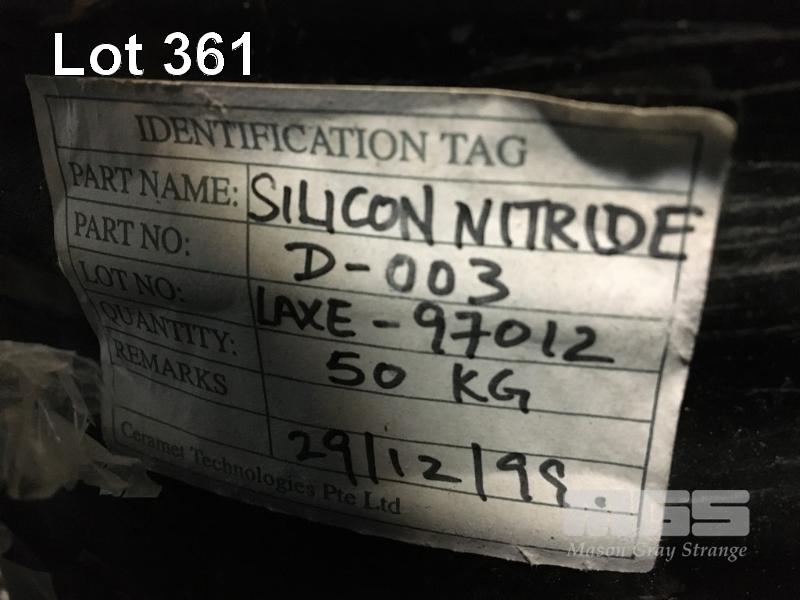 Lot 361
IDENTIFICATION TAG
PART NAME: SILICON NITRIDE
PART NO: D-003
LOT NO: LAXE-97012
QUANTITY: 50 KG
REMARKS
29/12/98.
Ceramet Technologies Pte Ltd
MGS
Mason Gray Strange